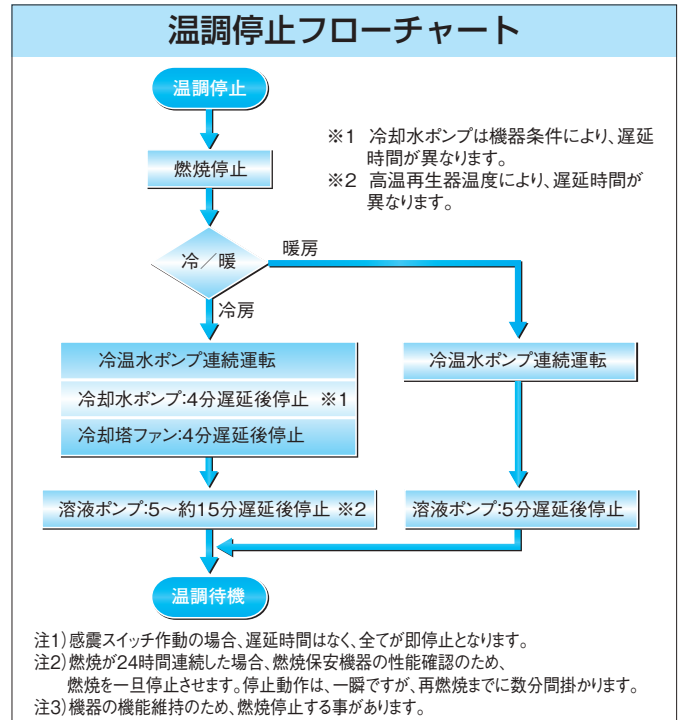 温調停止フローチャート
温調停止
※1 冷却水ポンプは機器条件により、遅延
時間が異なります。
※2 高温再生器温度により、遅延時間が
異なります。
燃焼停止
冷／暖
暖房
冷房
冷温水ポンプ連続運転
冷却水ポンプ:4分遅延後停止 ※1
冷却塔ファン:4分遅延後停止
冷温水ポンプ連続運転
溶液ポンプ:5～約15分遅延後停止 ※2
溶液ポンプ:5分遅延後停止
温調待機
注1)感震スイッチ作動の場合、遅延時間はなく、全てが即停止となります。
注2)燃焼が24時間連続した場合、燃焼保安機器の性能確認のため、
燃焼を一旦停止させます。停止動作は、一瞬ですが、再燃焼までに数分間掛かります。
注3)機器の機能維持のため、燃焼停止する事があります。